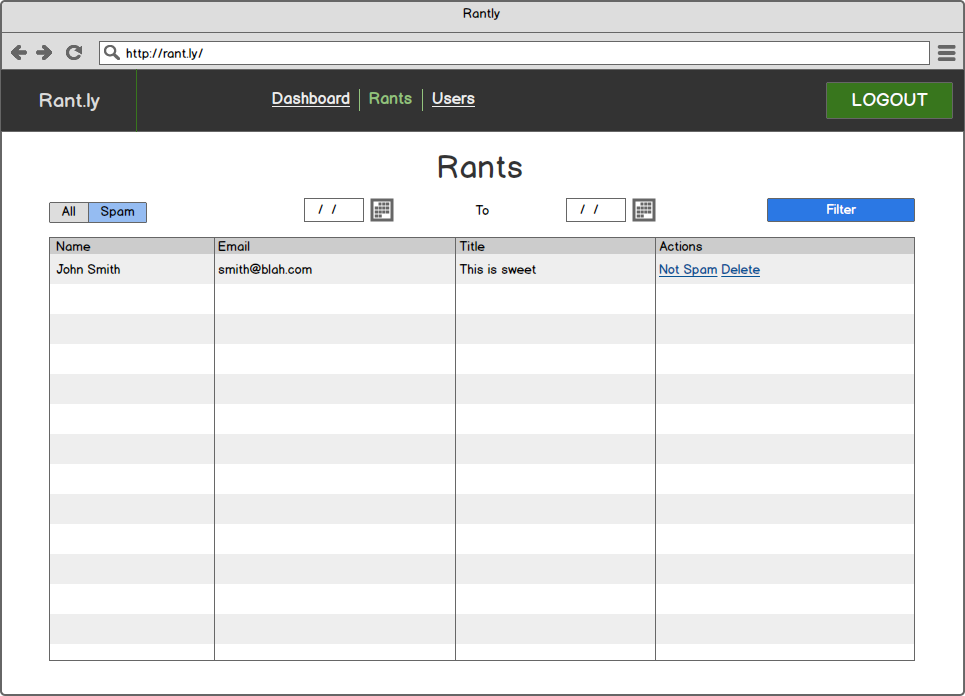 Rantly
http://rant.ly/
Rant.ly Dashboard Rants Users LOGOUT
Rants
All Spam / / To / / Filter
Name Email Title Actions
John Smith smith@blah.com This is sweet Not Spam Delete